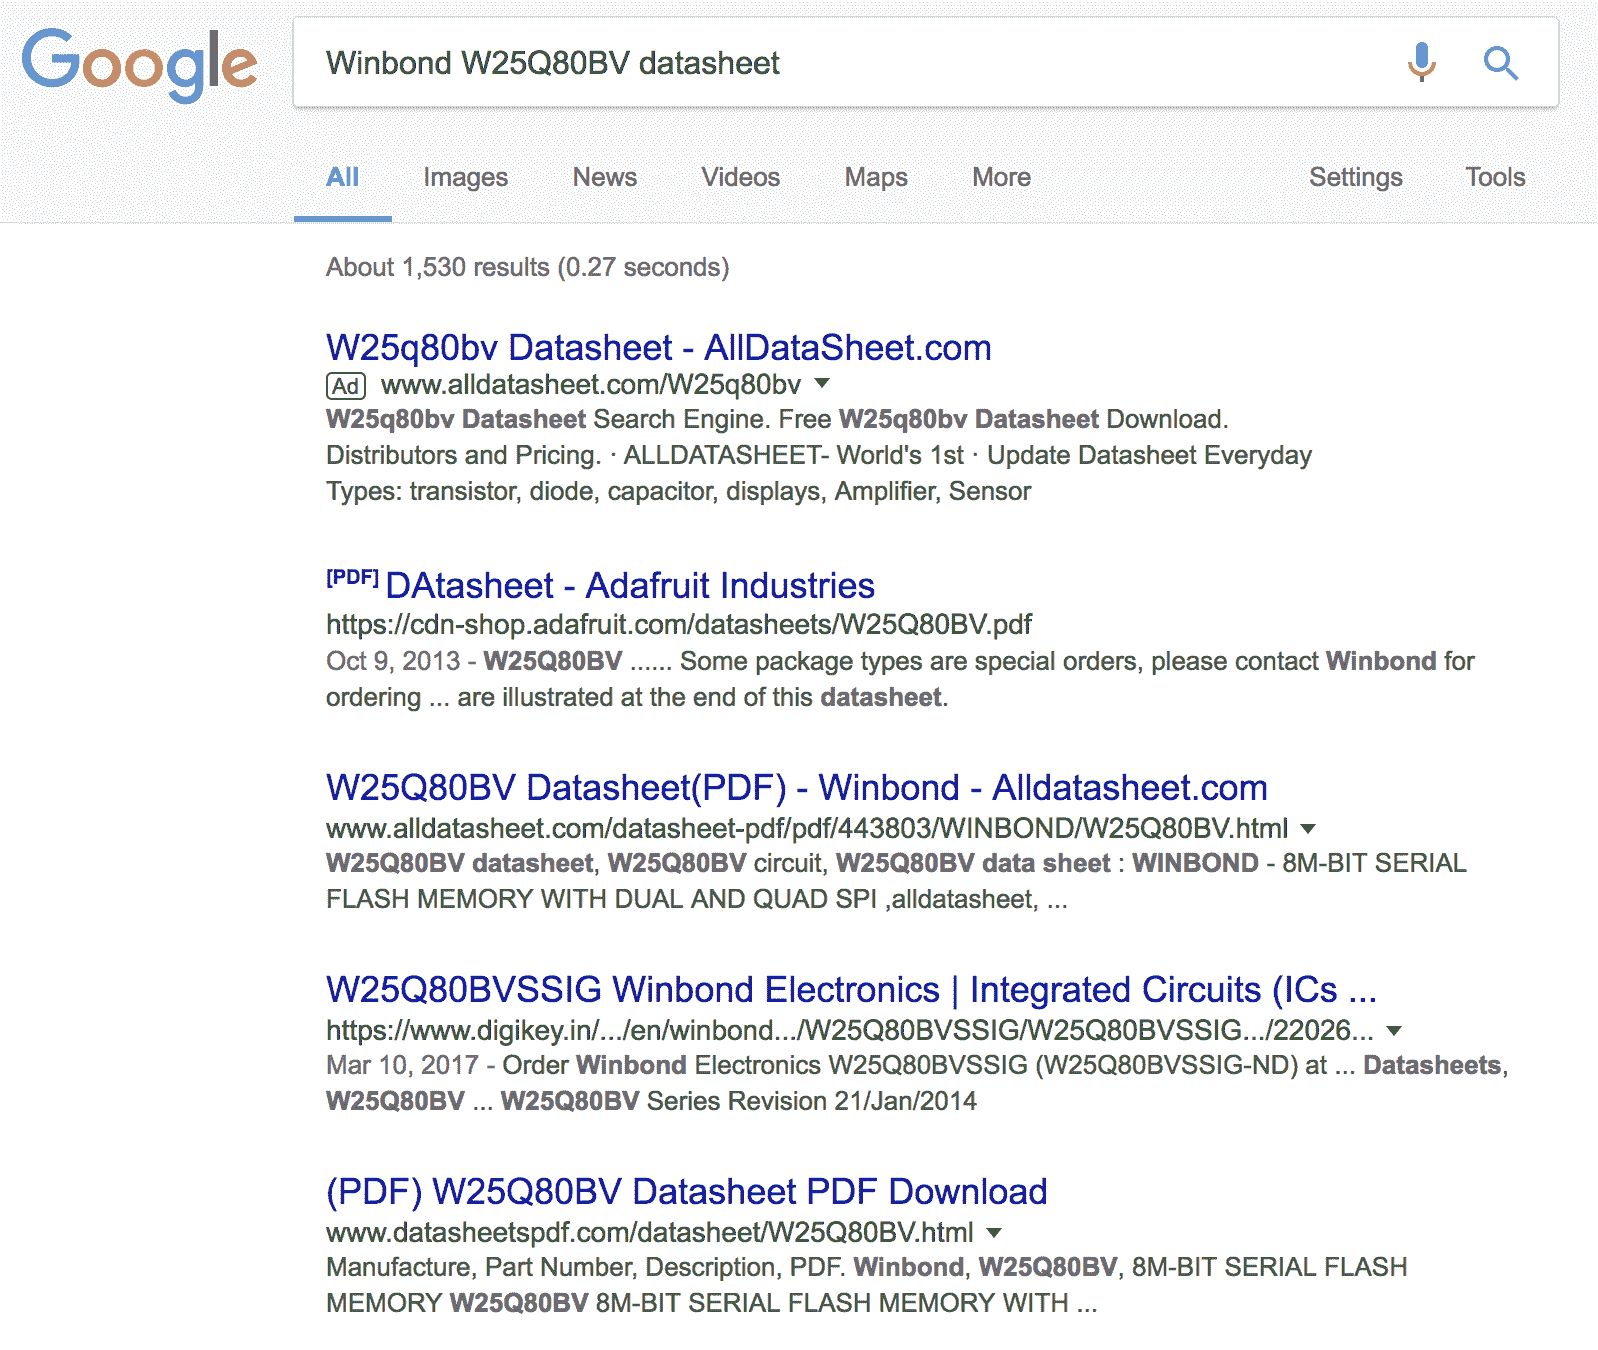 Google
Winbond W25Q80BV datasheet
All Images News Videos Maps More Settings Tools
About 1,530 results (0.27 seconds)
W25q80bv Datasheet - AllDataSheet.com
Ad www.alldatasheet.com/W25q80bv
W25q80bv Datasheet Search Engine. Free W25q80bv Datasheet Download.
Distributors and Pricing. · ALLDATASHEET- World's 1st · Update Datasheet Everyday
Types: transistor, diode, capacitor, displays, Amplifier, Sensor
[PDF] DAtasheet - Adafruit Industries
https://cdn-shop.adafruit.com/datasheets/W25Q80BV.pdf
Oct 9, 2013 - W25Q80BV ...... Some package types are special orders, please contact Winbond for
ordering ... are illustrated at the end of this datasheet.
W25Q80BV Datasheet(PDF) - Winbond - Alldatasheet.com
www.alldatasheet.com/datasheet-pdf/pdf/443803/WINBOND/W25Q80BV.html
W25Q80BV datasheet, W25Q80BV circuit, W25Q80BV data sheet : WINBOND - 8M-BIT SERIAL
FLASH MEMORY WITH DUAL AND QUAD SPI ,alldatasheet, ...
W25Q80BVSSIG Winbond Electronics | Integrated Circuits (ICs ...
https://www.digikey.in/.../en/winbond.../W25Q80BVSSIG/W25Q80BVSSIG.../22026...
Mar 10, 2017 - Order Winbond Electronics W25Q80BVSSIG (W25Q80BVSSIG-ND) at ... Datasheets,
W25Q80BV ... W25Q80BV Series Revision 21/Jan/2014
(PDF) W25Q80BV Datasheet PDF Download
www.datasheetspdf.com/datasheet/W25Q80BV.html
Manufacture, Part Number, Description, PDF. Winbond, W25Q80BV, 8M-BIT SERIAL FLASH
MEMORY W25Q80BV 8M-BIT SERIAL FLASH MEMORY WITH ...